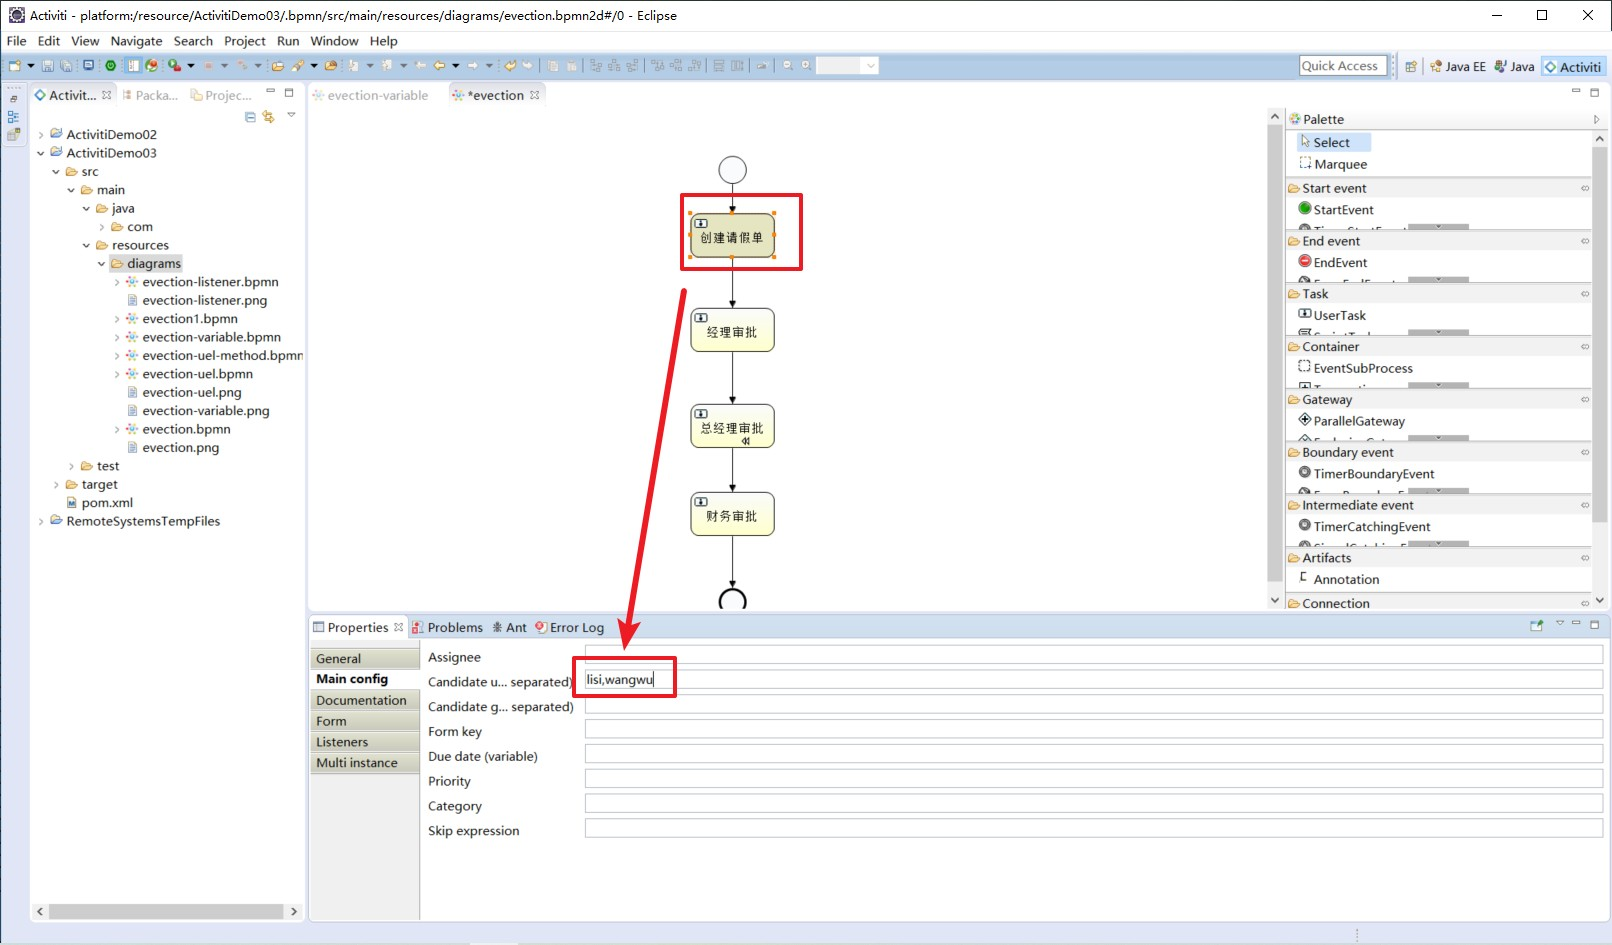 Activiti - platform:/resource/ActivitiDemo03/.bpmn/src/main/resources/diagrams/evection.bpmn2d#/0 - Eclipse
File Edit View Navigate Search Project Run Window Help
Quick Access Java EE Java Activiti
Activit... Packa... Projec...
ActivitiDemo02
ActivitiDemo03
src
main
java
com
resources
diagrams
evection-listener.bpmn
evection-listener.png
evection1.bpmn
evection-variable.bpmn
evection-uel-method.bpmn
evection-uel.bpmn
evection-uel.png
evection-variable.png
evection.bpmn
evection.png
test
target
pom.xml
RemoteSystemsTempFiles
evection-variable *evection
创建请假单
经理审批
总经理审批
财务审批
Palette
Select
Marquee
Start event
StartEvent
End event
EndEvent
Task
UserTask
Container
EventSubProcess
Gateway
ParallelGateway
Boundary event
TimerBoundaryEvent
Intermediate event
TimerCatchingEvent
Artifacts
Annotation
Connection
Properties Problems Ant Error Log
General
Main config
Documentation
Form
Listeners
Multi instance
Assignee
Candidate u... separated) lisi,wangwu
Candidate g... separated)
Form key
Due date (variable)
Priority
Category
Skip expression